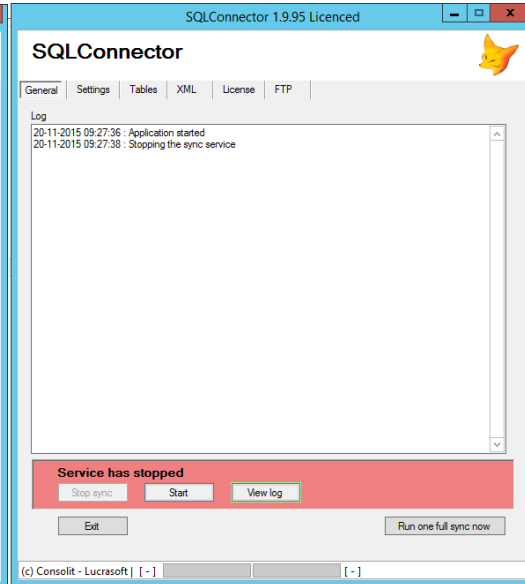 SQLConnector 1.9.95 Licenced
SQLConnector
General Settings Tables XML License FTP
Log
20-11-2015 09:27:36 : Application started
20-11-2015 09:27:38 : Stopping the sync service
Service has stopped
Stop sync Start View log
Exit Run one full sync now
(c) Consolit - Lucrasoft | [ - ] [ - ]